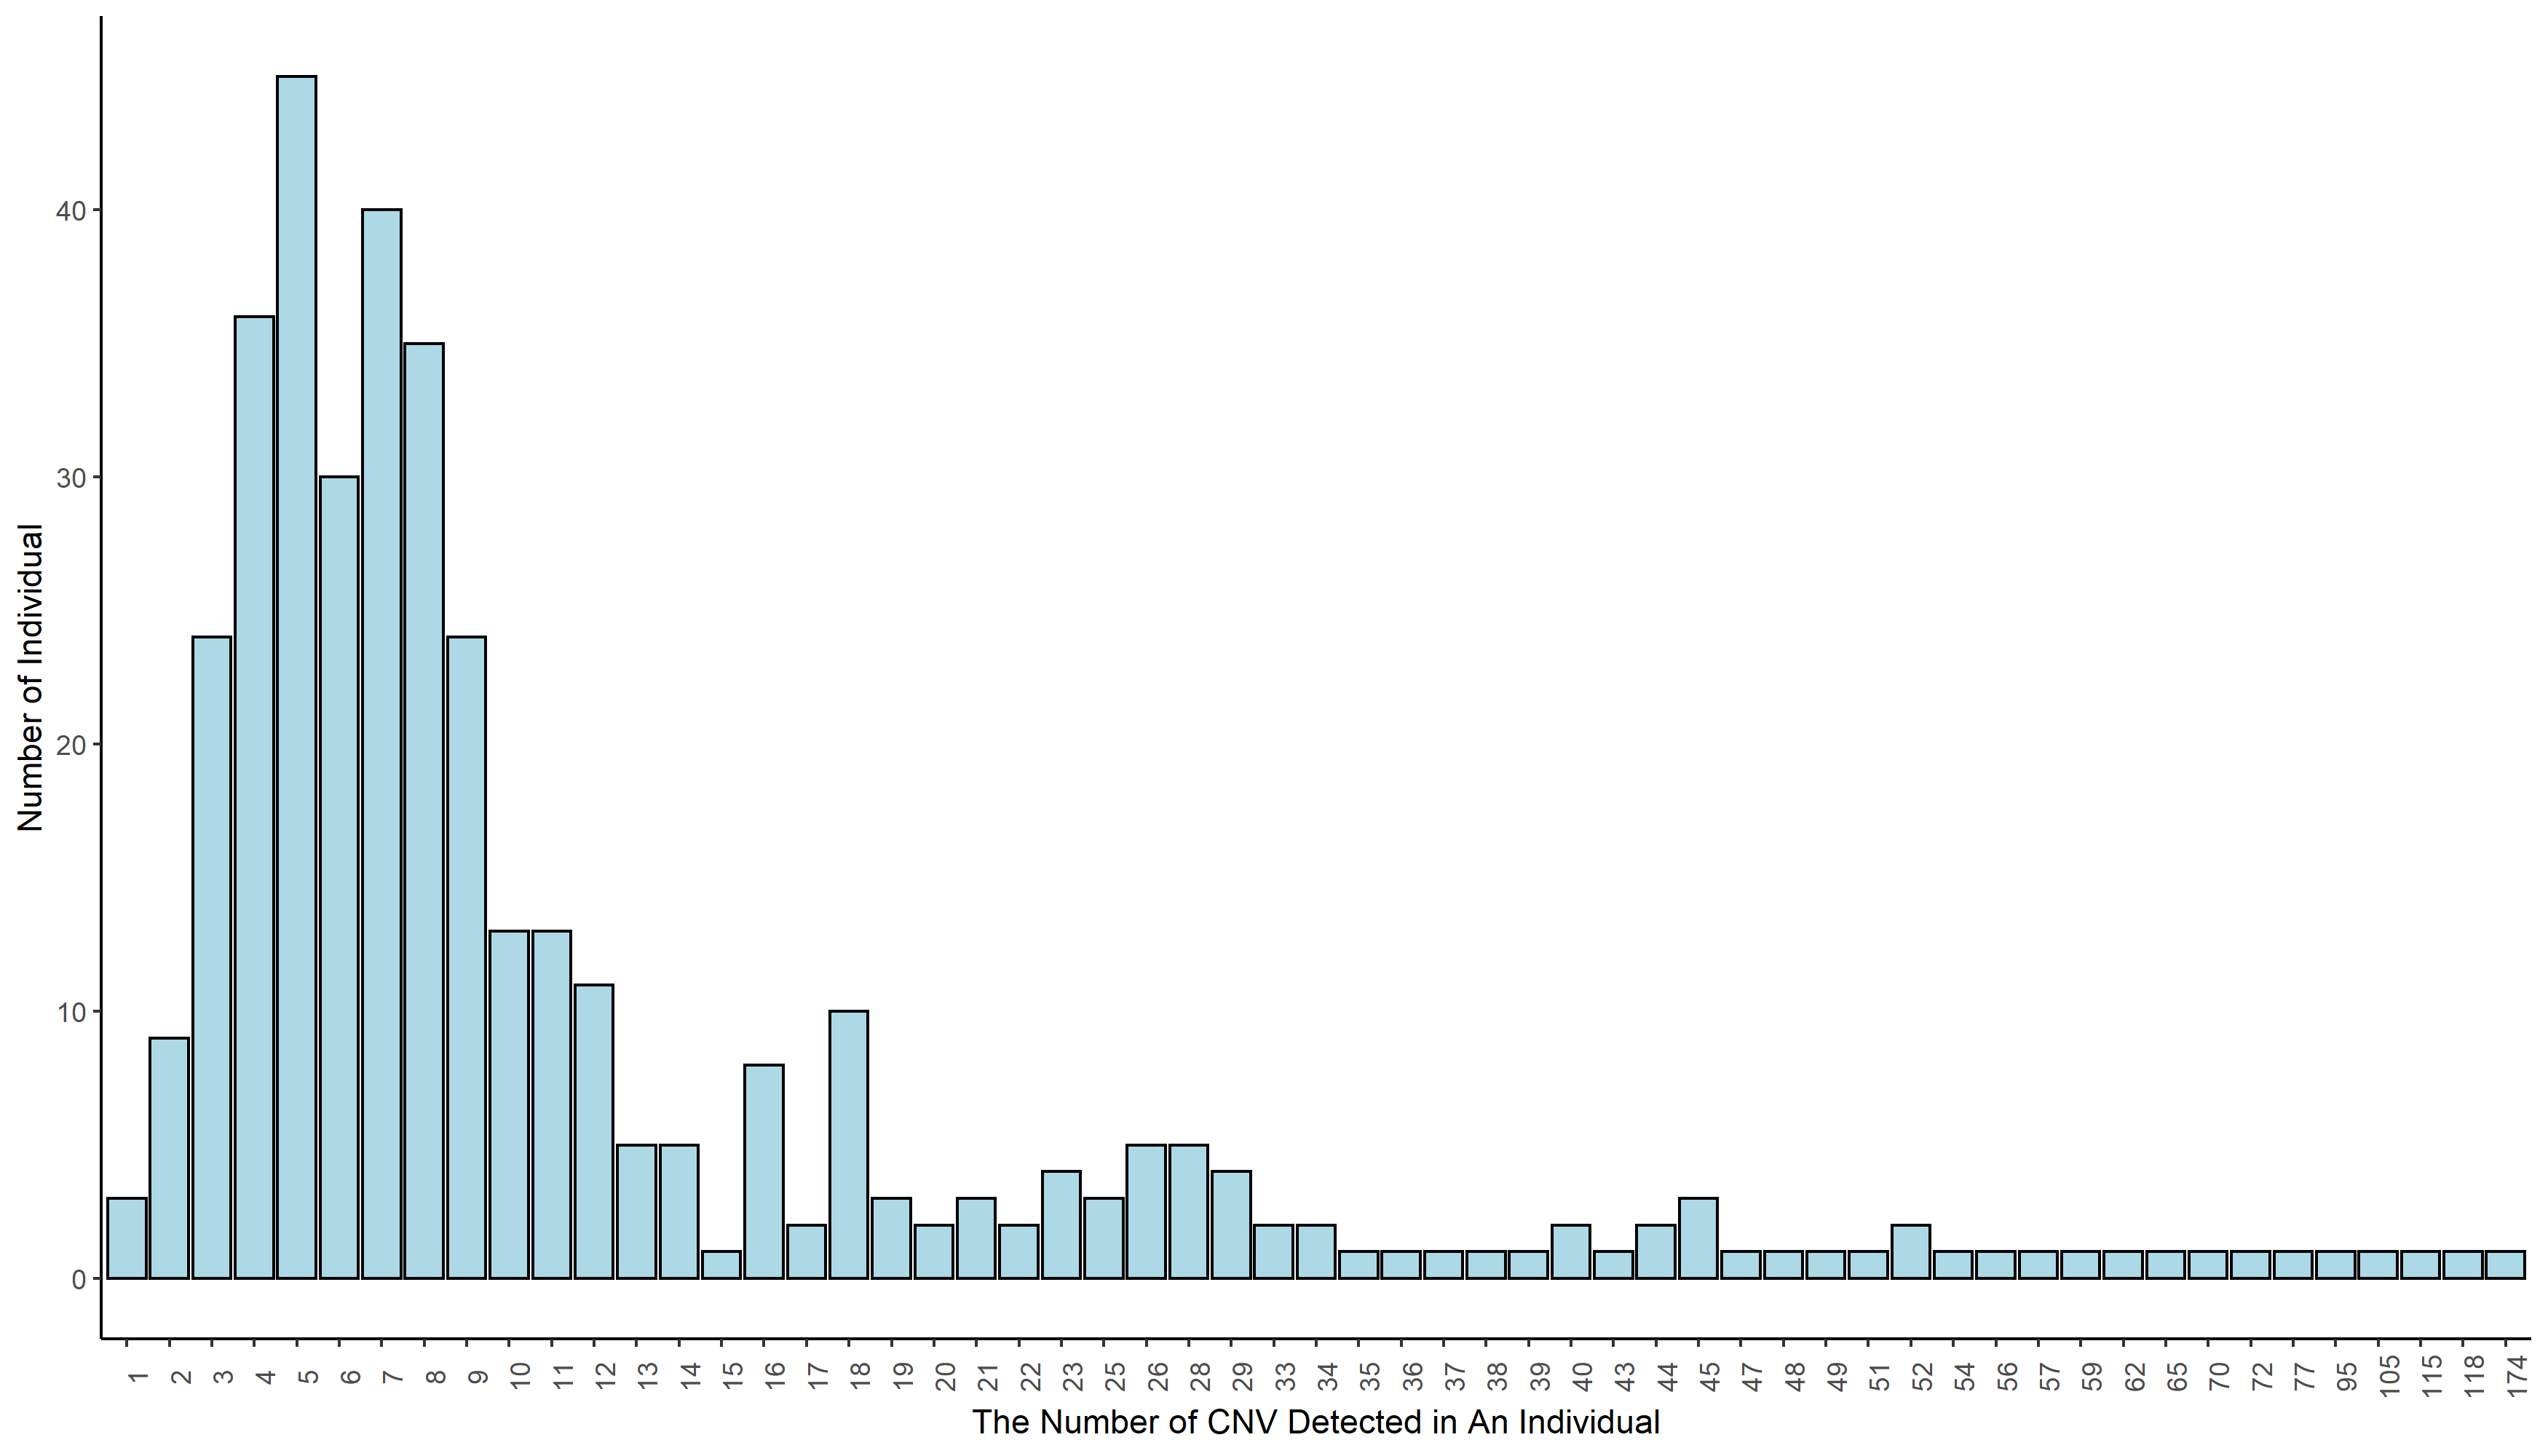 Number of Individual
40
30
20
10
0
1 2 3 4 5 6 7 8 9 10 11 12 13 14 15 16 17 18 19 20 21 22 23 25 26 28 29 33 34 35 36 37 38 39 40 43 44 45 47 48 49 51 52 54 56 57 59 62 65 70 72 77 95 105 115 118 174
The Number of CNV Detected in An Individual